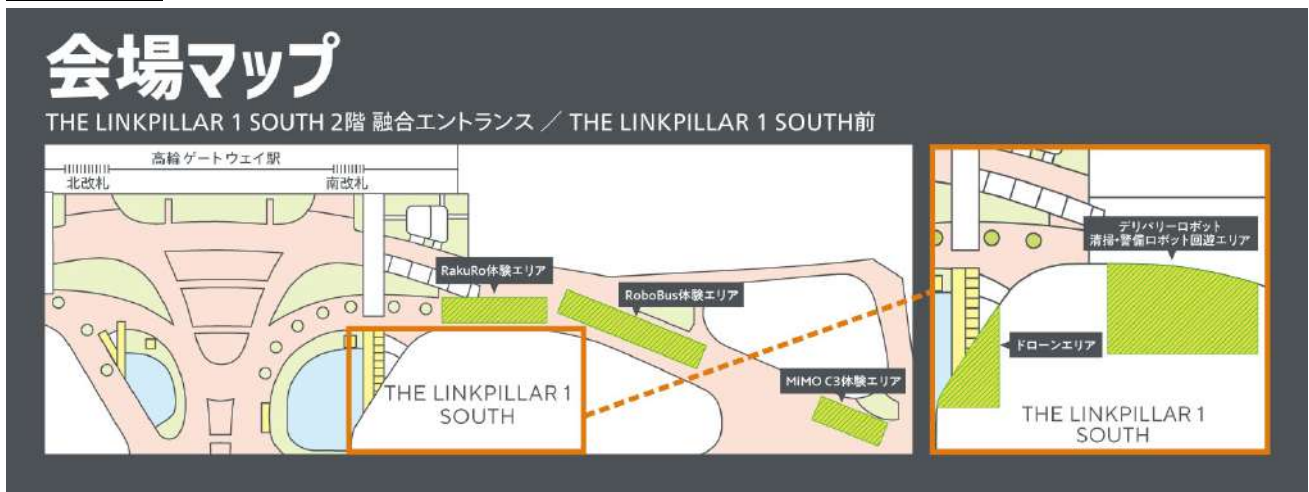 会場マップ
THE LINKPILLAR 1 SOUTH 2階 融合エントランス ／ THE LINKPILLAR 1 SOUTH前
高輪ゲートウェイ駅
北改札
南改札
RakuRo体験エリア
RoboBus体験エリア
MiMO C3体験エリア
THE LINKPILLAR 1
SOUTH
デリバリーロボット
清掃・警備ロボット回遊エリア
ドローンエリア
THE LINKPILLAR 1
SOUTH